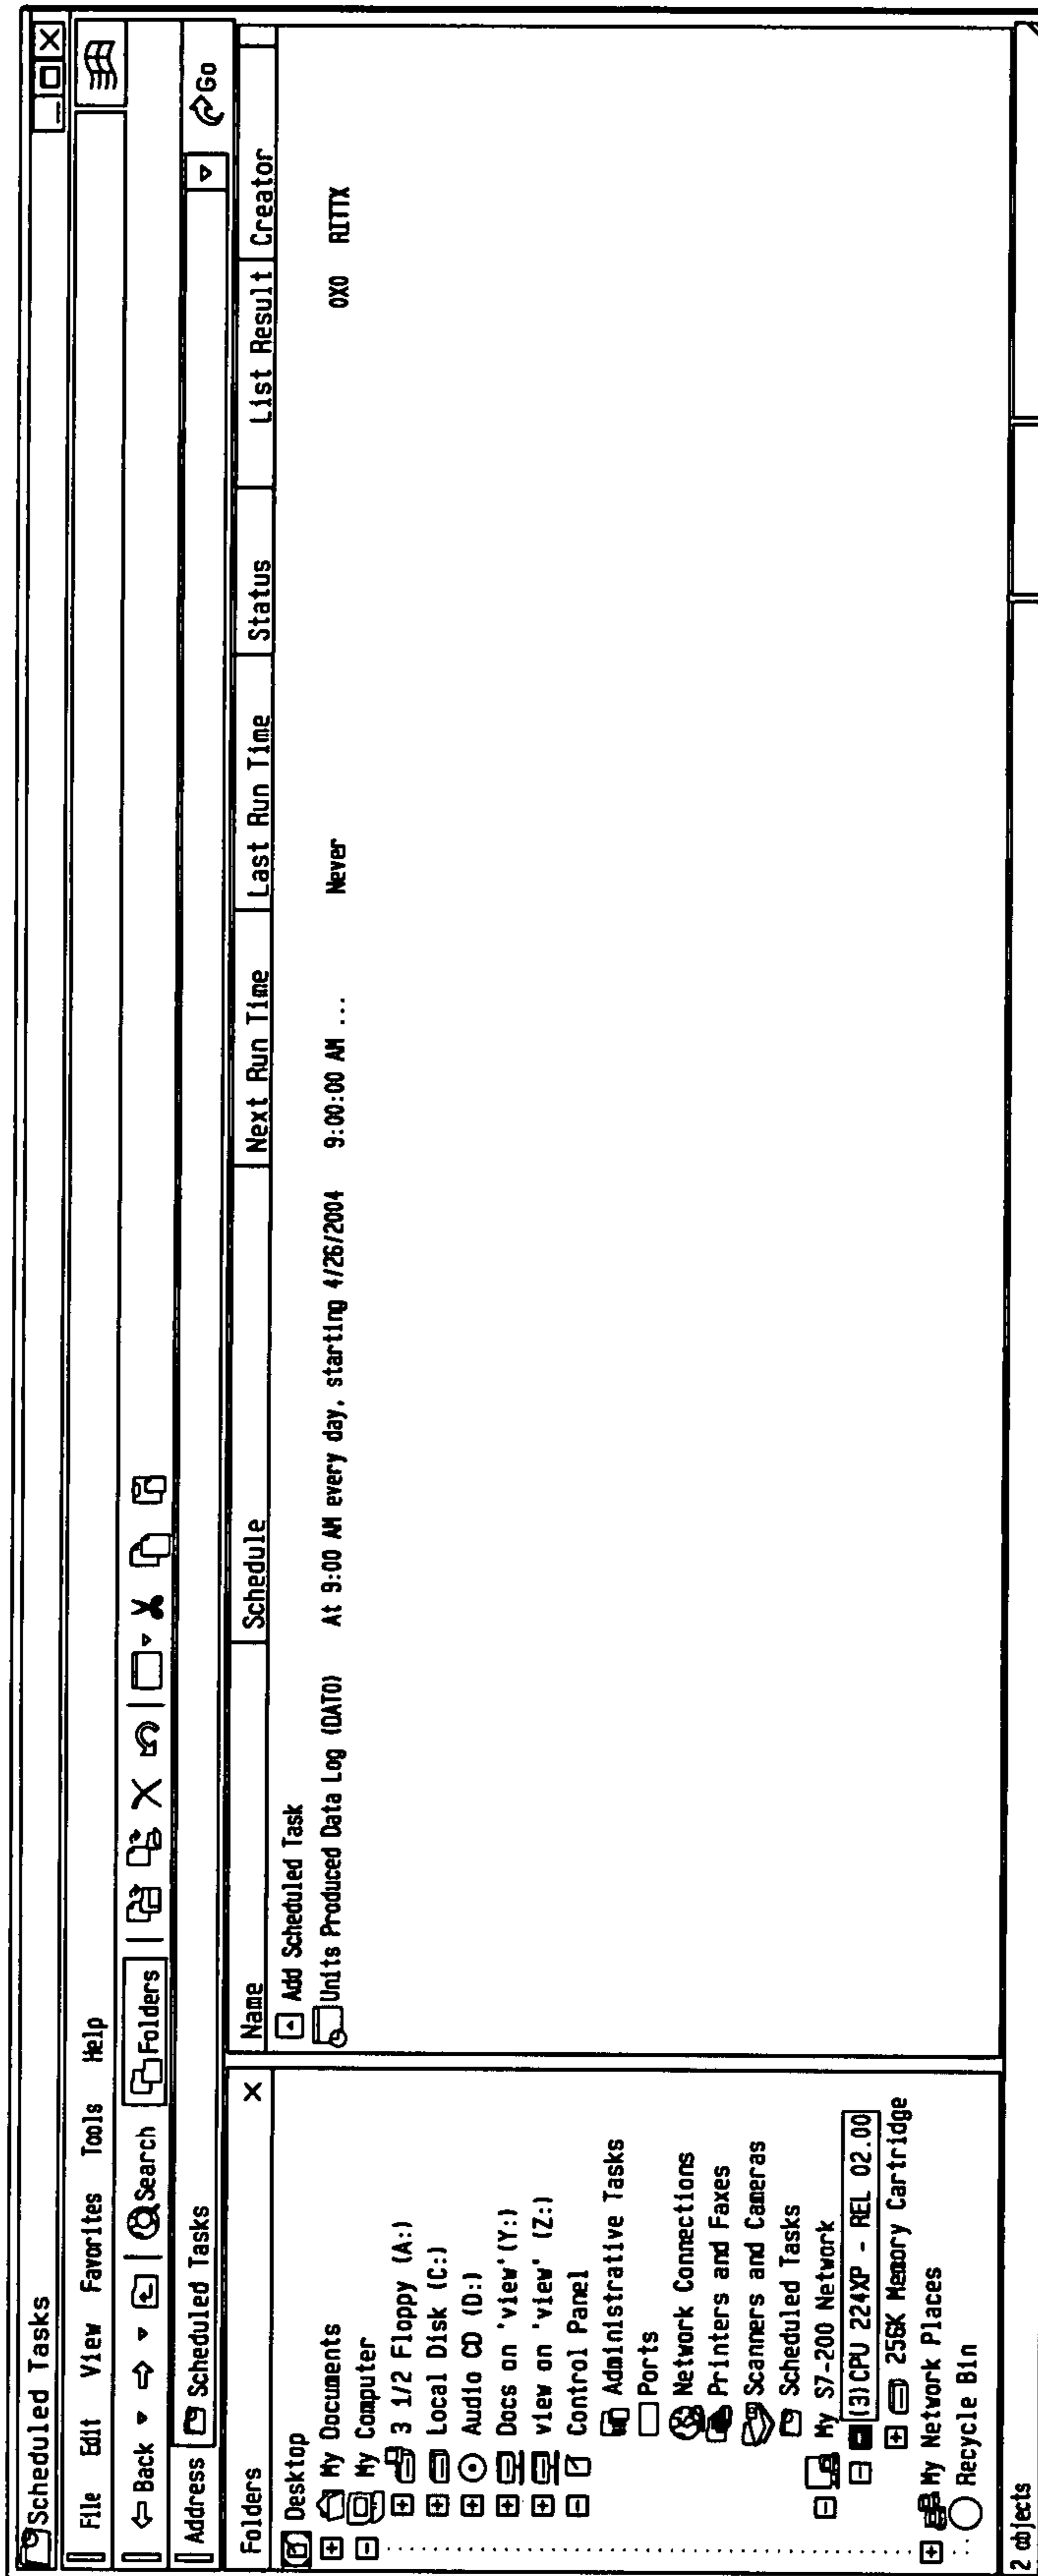 Scheduled Tasks
File Edit View Favorites Tools Help
Back Search Folders
Address Scheduled Tasks Go
Folders X
Name Schedule Next Run Time Last Run Time Status List Result Creator
Desktop
My Documents
My Computer
3 1/2 Floppy (A:)
Local Disk (C:)
Audio CD (D:)
Docs on 'view'(Y:)
view on 'view' (Z:)
Control Panel
Administrative Tasks
Ports
Network Connections
Printers and Faxes
Scanners and Cameras
Scheduled Tasks
My S7-200 Network
(3)CPU 224XP - REL 02.00
256K Memory Cartridge
My Network Places
Recycle Bin
Add Scheduled Task
Units Produced Data Log (DAT0) At 9:00 AM every day, starting 4/26/2004 9:00:00 AM ... Never 0X0 RITTX
2 objects